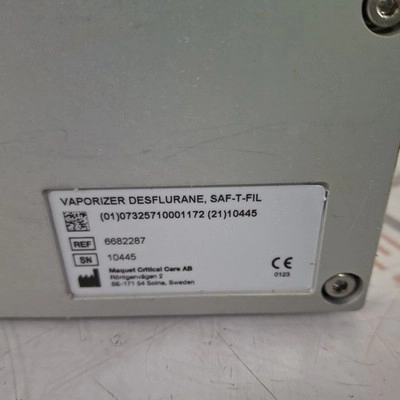 VAPORIZER DESFLURANE, SAF-T-FIL
(01)07325710001172 (21)10445
REF 6682287
SN 10445
Maquet Critical Care AB
Röntgenvägen 2
SE-171 54 Solna, Sweden
CE
0123